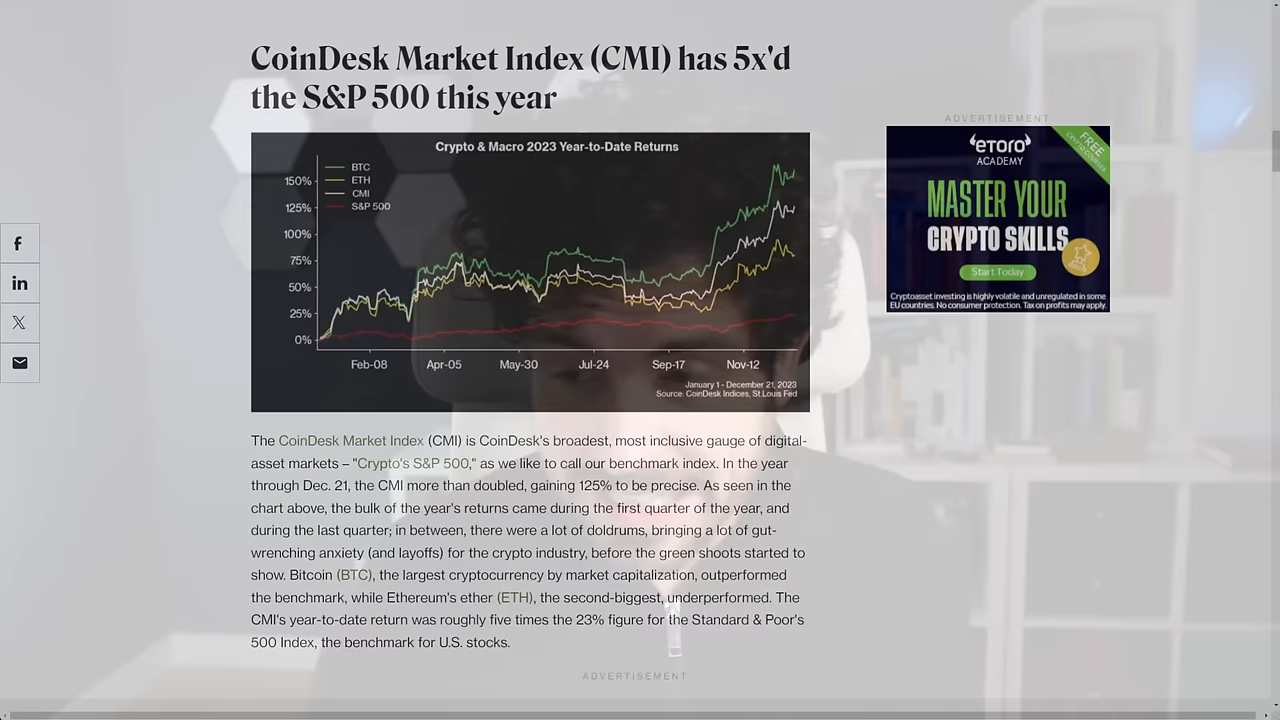 CoinDesk Market Index (CMI) has 5x'd
the S&P 500 this year
Crypto & Macro 2023 Year-to-Date Returns
BTC
ETH
CMI
S&P 500
150%
125%
100%
75%
50%
25%
0%
Feb-08 Apr-05 May-30 Jul-24 Sep-17 Nov-12
January 1 - December 21, 2023
Source: CoinDesk Indices, St.Louis Fed
ADVERTISEMENT
eToro
ACADEMY
FREE
CRYPTO COURSE
MASTER YOUR
CRYPTO SKILLS
Start Today
Cryptoasset investing is highly volatile and unregulated in some
EU countries. No consumer protection. Tax on profits may apply.
f
in
X
The CoinDesk Market Index (CMI) is CoinDesk's broadest, most inclusive gauge of digital-
asset markets – "Crypto's S&P 500," as we like to call our benchmark index. In the year
through Dec. 21, the CMI more than doubled, gaining 125% to be precise. As seen in the
chart above, the bulk of the year's returns came during the first quarter of the year, and
during the last quarter; in between, there were a lot of doldrums, bringing a lot of gut-
wrenching anxiety (and layoffs) for the crypto industry, before the green shoots started to
show. Bitcoin (BTC), the largest cryptocurrency by market capitalization, outperformed
the benchmark, while Ethereum's ether (ETH), the second-biggest, underperformed. The
CMI's year-to-date return was roughly five times the 23% figure for the Standard & Poor's
500 Index, the benchmark for U.S. stocks.
ADVERTISEMENT